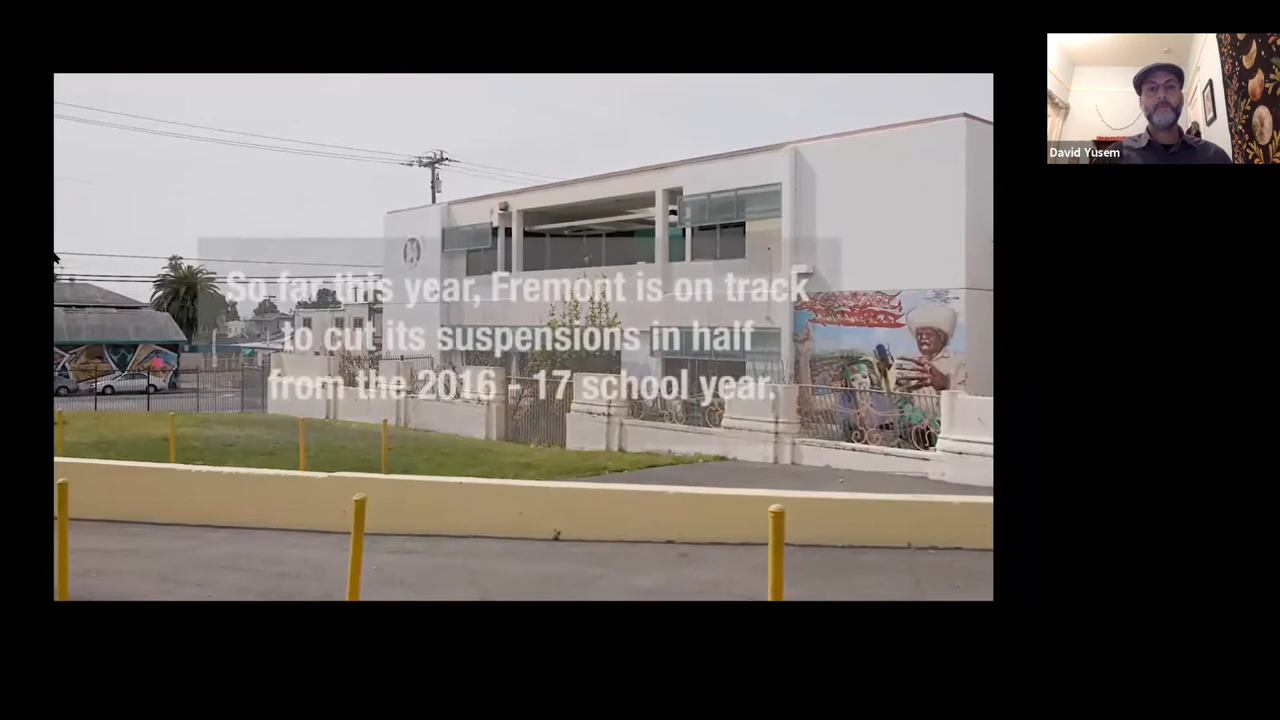 So far this year, Fremont is on track
to cut its suspensions in half
from the 2016 - 17 school year.
David Yusem